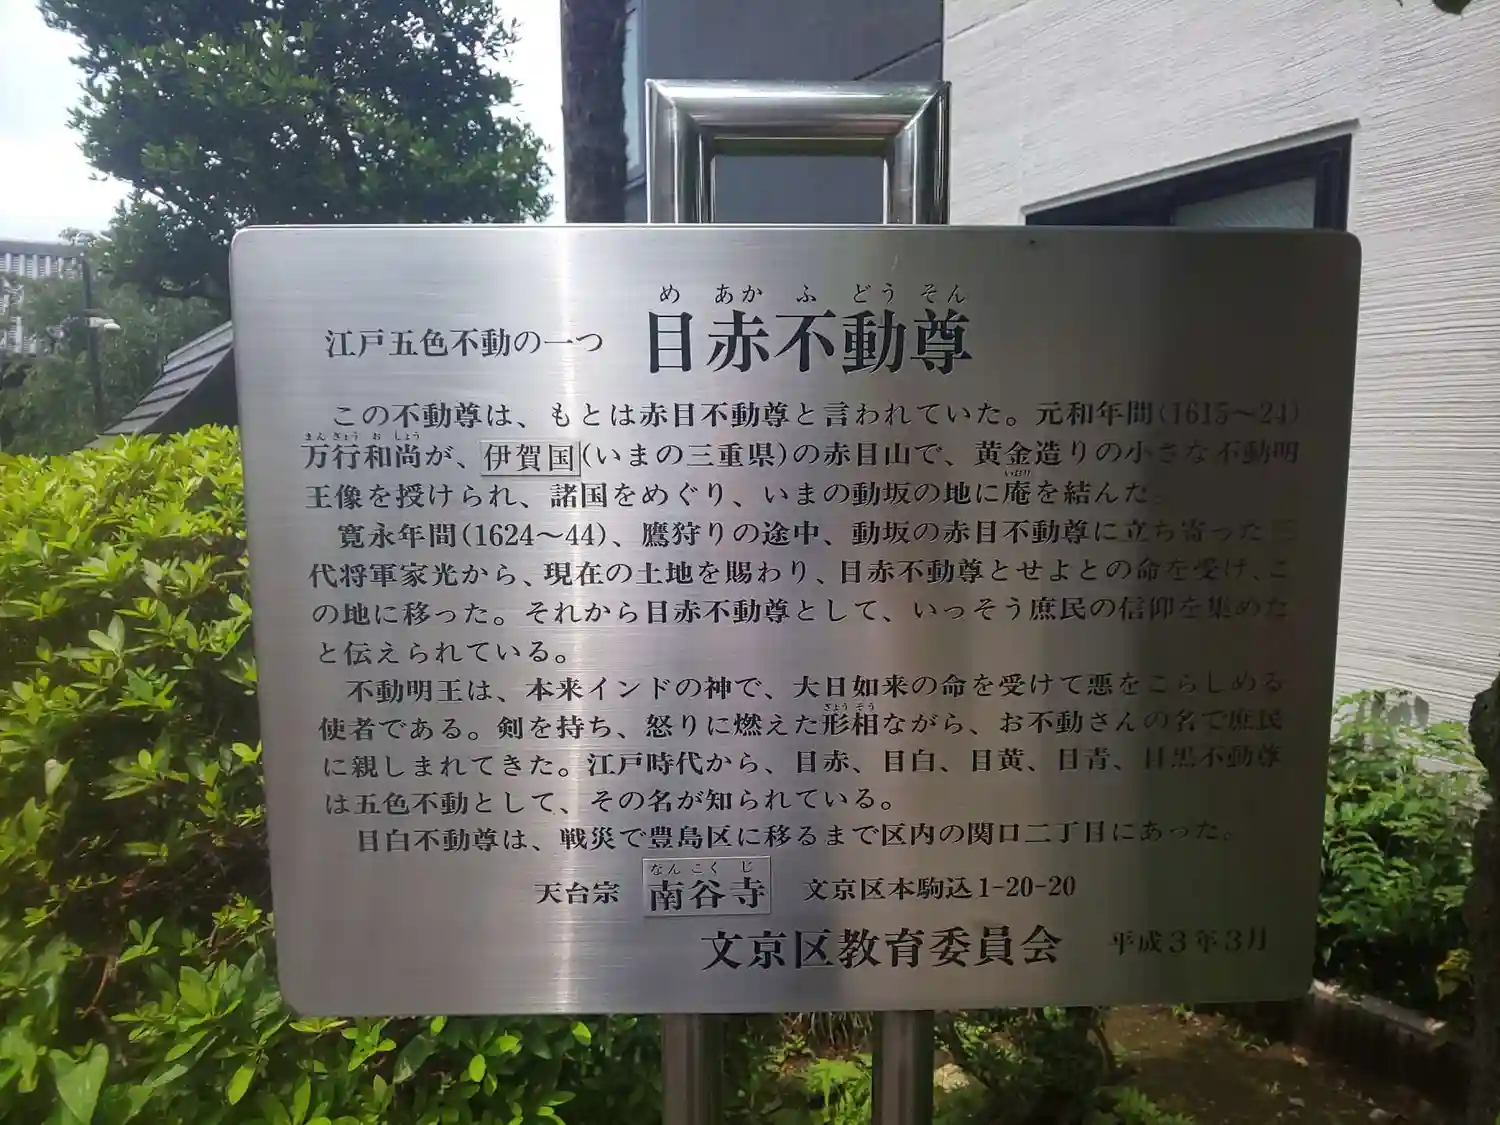 め あか ふ どう そん
江戸五色不動の一つ 目赤不動尊
この不動尊は、もとは赤目不動尊と言われていた。元和年間(1615～24)
まんぎょう お しょう
万行和尚が、伊賀国(いまの三重県)の赤目山で、黄金造りの小さな不動明
いおり
王像を授けられ、諸国をめぐり、いまの動坂の地に庵を結んだ。
寛永年間(1624～44)、鷹狩りの途中、動坂の赤目不動尊に立ち寄った三
代将軍家光から、現在の土地を賜わり、目赤不動尊とせよとの命を受け、こ
の地に移った。それから目赤不動尊として、いっそう庶民の信仰を集めた
と伝えられている。
不動明王は、本来インドの神で、大日如来の命を受けて悪をこらしめる
ぎょう そう
使者である。剣を持ち、怒りに燃えた形相ながら、お不動さんの名で庶民
に親しまれてきた。江戸時代から、目赤、目白、目黄、目青、目黒不動尊
は五色不動として、その名が知られている。
目白不動尊は、戦災で豊島区に移るまで区内の関口二丁目にあった。
なん こく じ
天台宗 南谷寺 文京区本駒込1-20-20
文京区教育委員会 平成3年3月